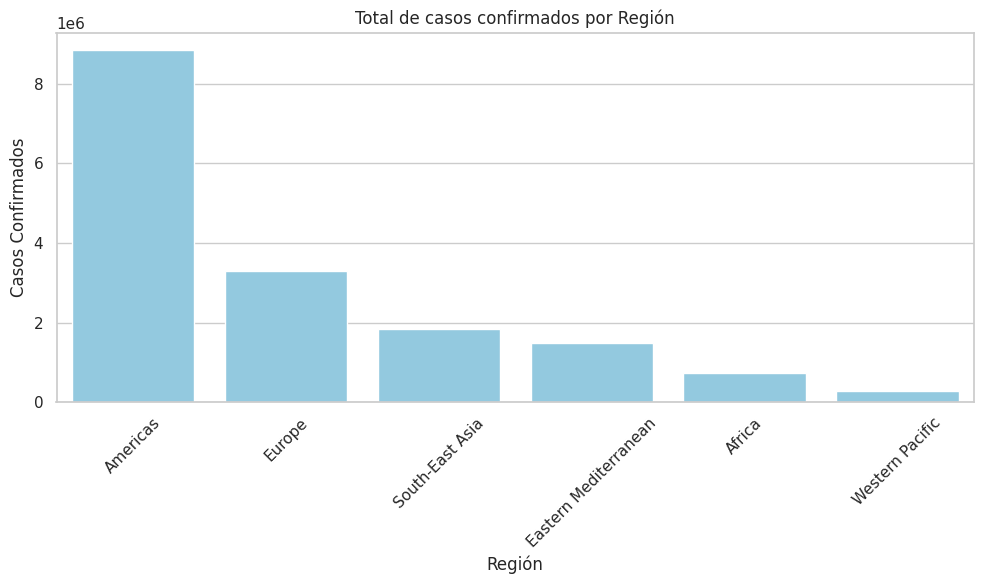 Total de casos confirmados por Región
1e6
Casos Confirmados
8
6
4
2
0
Americas
Europe
South-East Asia
Eastern Mediterranean
Africa
Western Pacific
Región